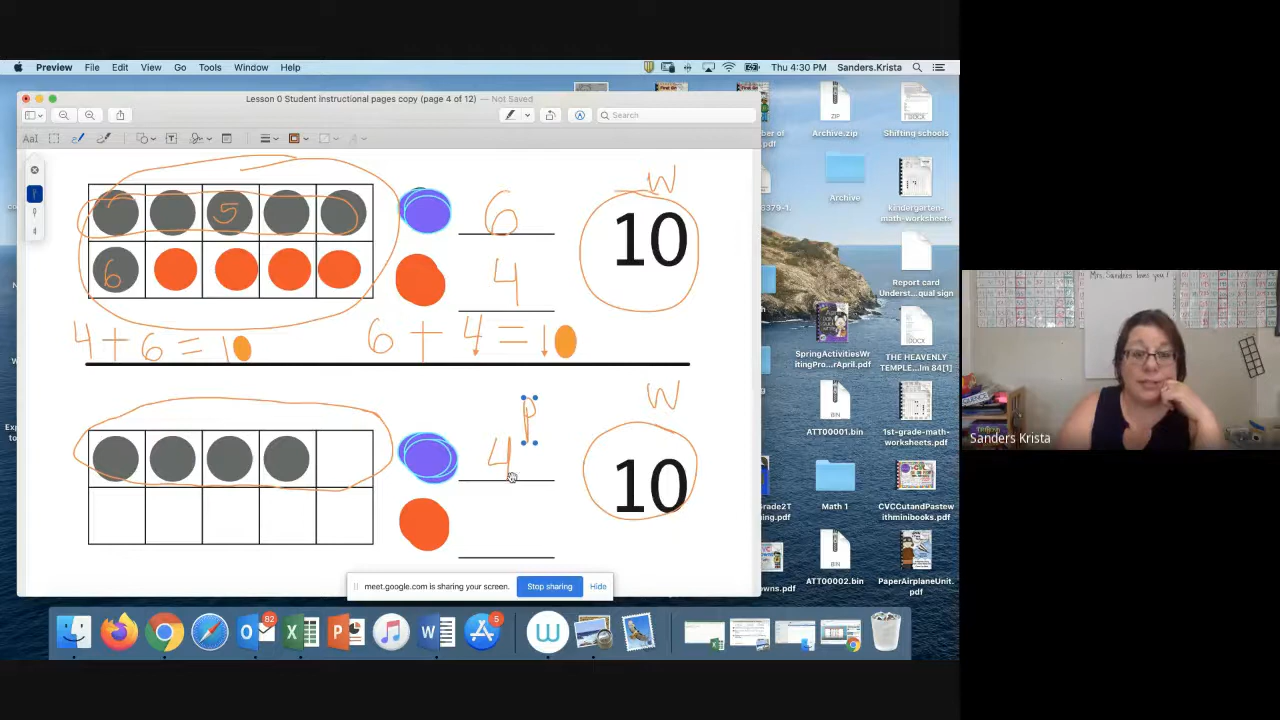 Preview File Edit View Go Tools Window Help
Thu 4:30 PM Sanders.Krista
Lesson 0 Student instructional pages copy (page 4 of 12) — Not Saved
Search
W
5
6
10
6
4
4 + 6 = 10
6 + 4 = 10
W
P
4
10
meet.google.com is sharing your screen. Stop sharing Hide
Archive.zip
Shifting schools
Archive
kindergarten-math-worksheets.pdf
SpringActivitiesWritingPro...rApril.pdf
Report card Underst...qual sign
THE HEAVENLY TEMPLE...lm 84[1]
ATT00001.bin
1st-grade-math-worksheets.pdf
Math 1
CVCCutandPastewithminibooks.pdf
ATT00002.bin
PaperAirplaneUnit.pdf
82
5
Sanders Krista